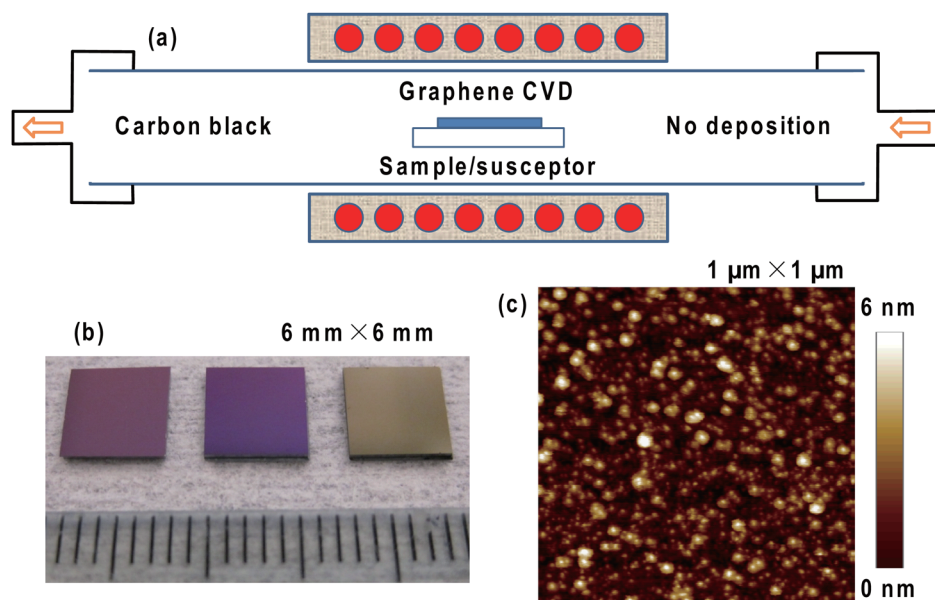 (a)
Graphene CVD
Carbon black
No deposition
Sample/susceptor
(b)
6 mm × 6 mm
(c)
1 µm × 1 µm
6 nm
0 nm